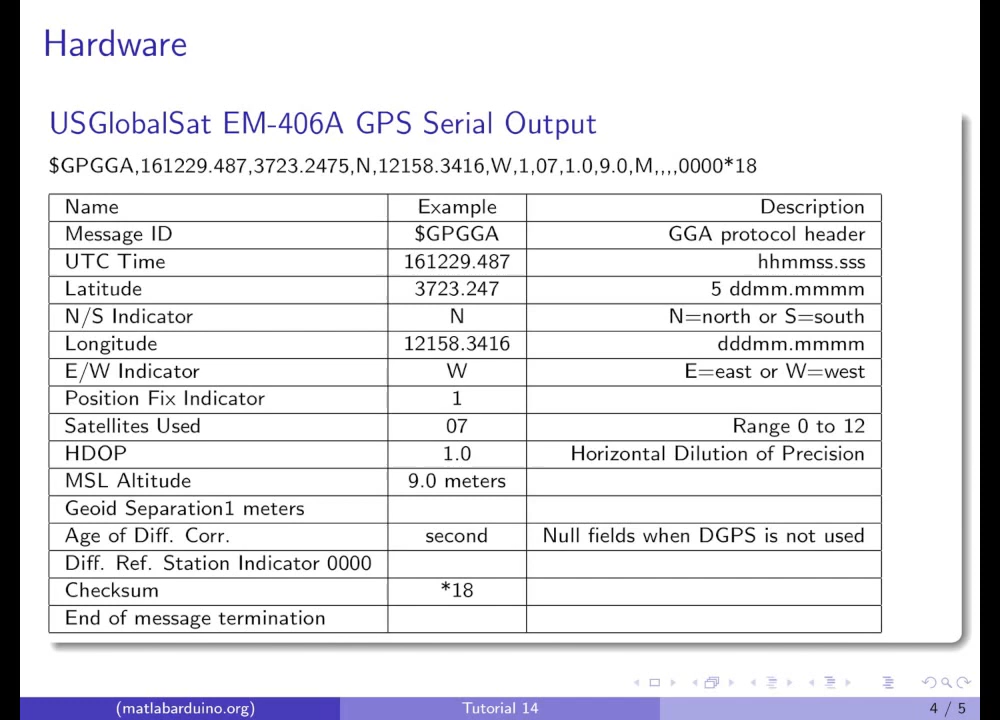 Hardware
USGlobalSat EM-406A GPS Serial Output
$GPGGA,161229.487,3723.2475,N,12158.3416,W,1,07,1.0,9.0,M,,,,0000*18
Name Example Description
Message ID $GPGGA GGA protocol header
UTC Time 161229.487 hhmmss.sss
Latitude 3723.247 5 ddmm.mmmm
N/S Indicator N N=north or S=south
Longitude 12158.3416 dddmm.mmmm
E/W Indicator W E=east or W=west
Position Fix Indicator 1
Satellites Used 07 Range 0 to 12
HDOP 1.0 Horizontal Dilution of Precision
MSL Altitude 9.0 meters
Geoid Separation1 meters
Age of Diff. Corr. second Null fields when DGPS is not used
Diff. Ref. Station Indicator 0000
Checksum *18
End of message termination
(matlabarduino.org) Tutorial 14 4 / 5